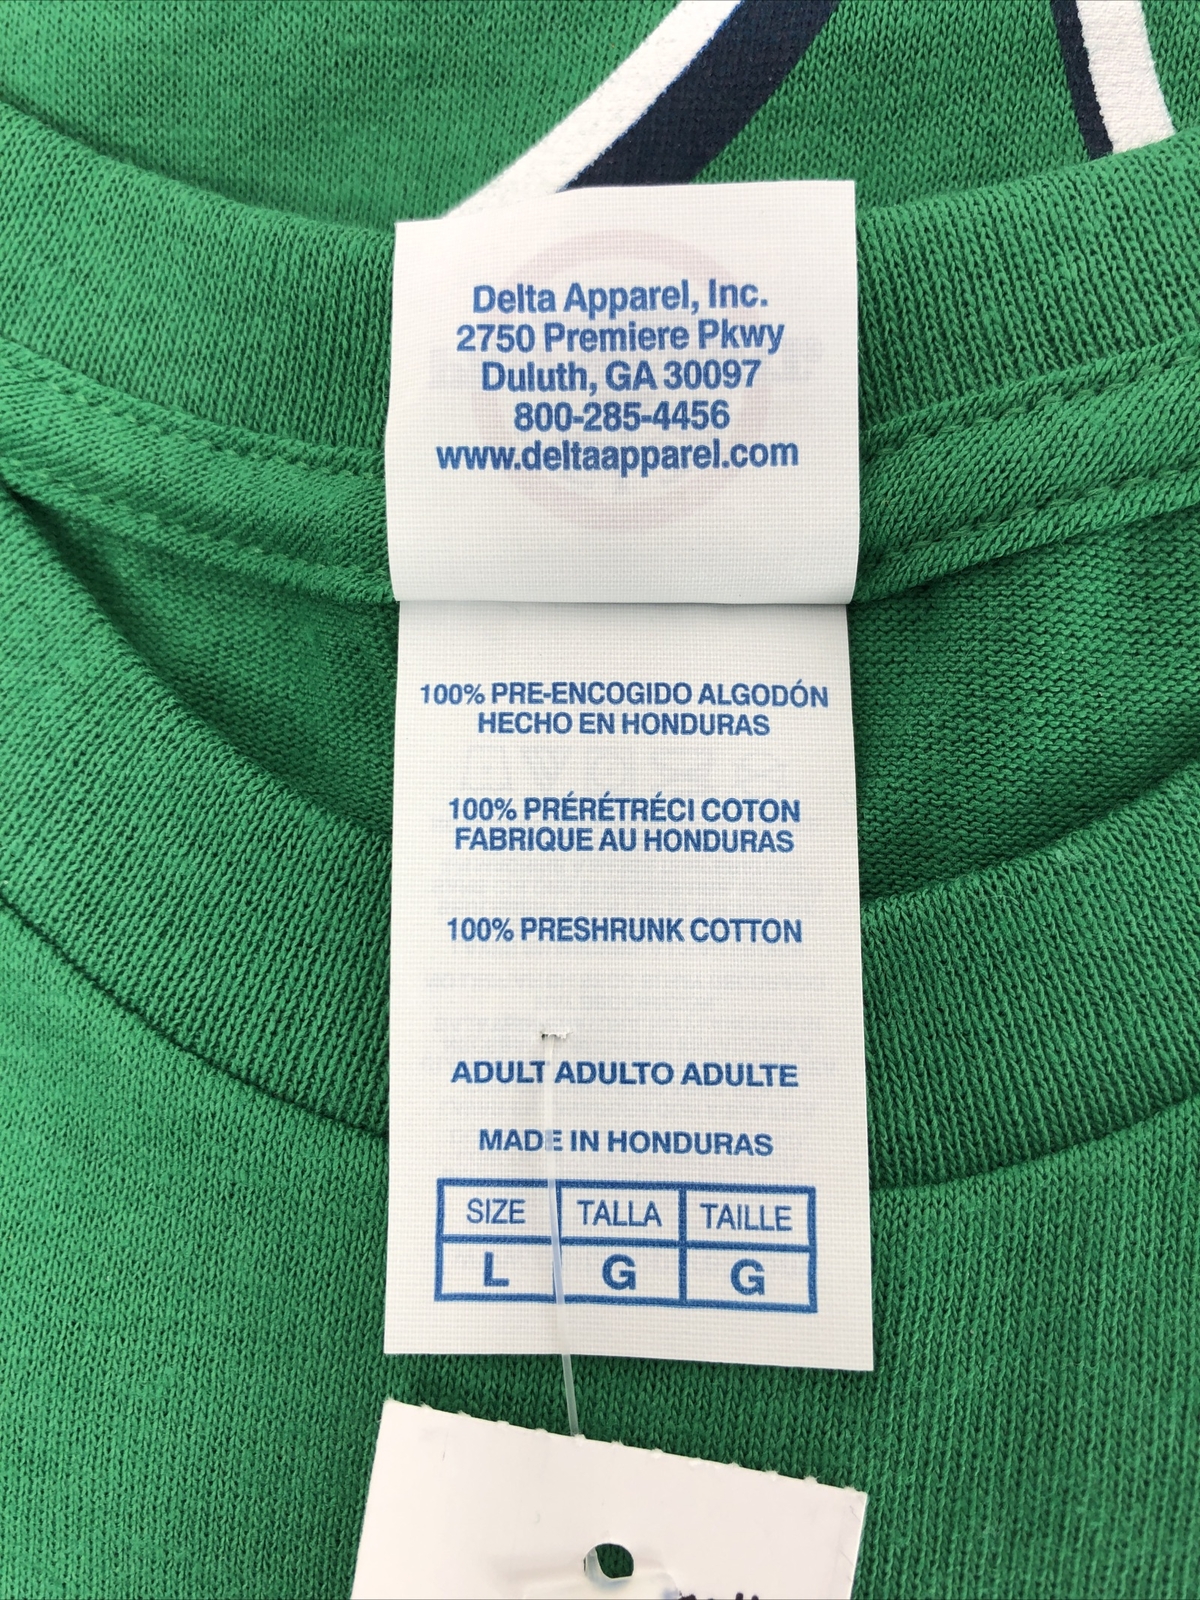 Delta Apparel, Inc.
2750 Premiere Pkwy
Duluth, GA 30097
800-285-4456
www.deltaapparel.com
100% PRE-ENCOGIDO ALGODÓN
HECHO EN HONDURAS
100% PRÉRÉTRÉCI COTON
FABRIQUE AU HONDURAS
100% PRESHRUNK COTTON
ADULT ADULTO ADULTE
MADE IN HONDURAS
SIZE TALLA TAILLE
L G G